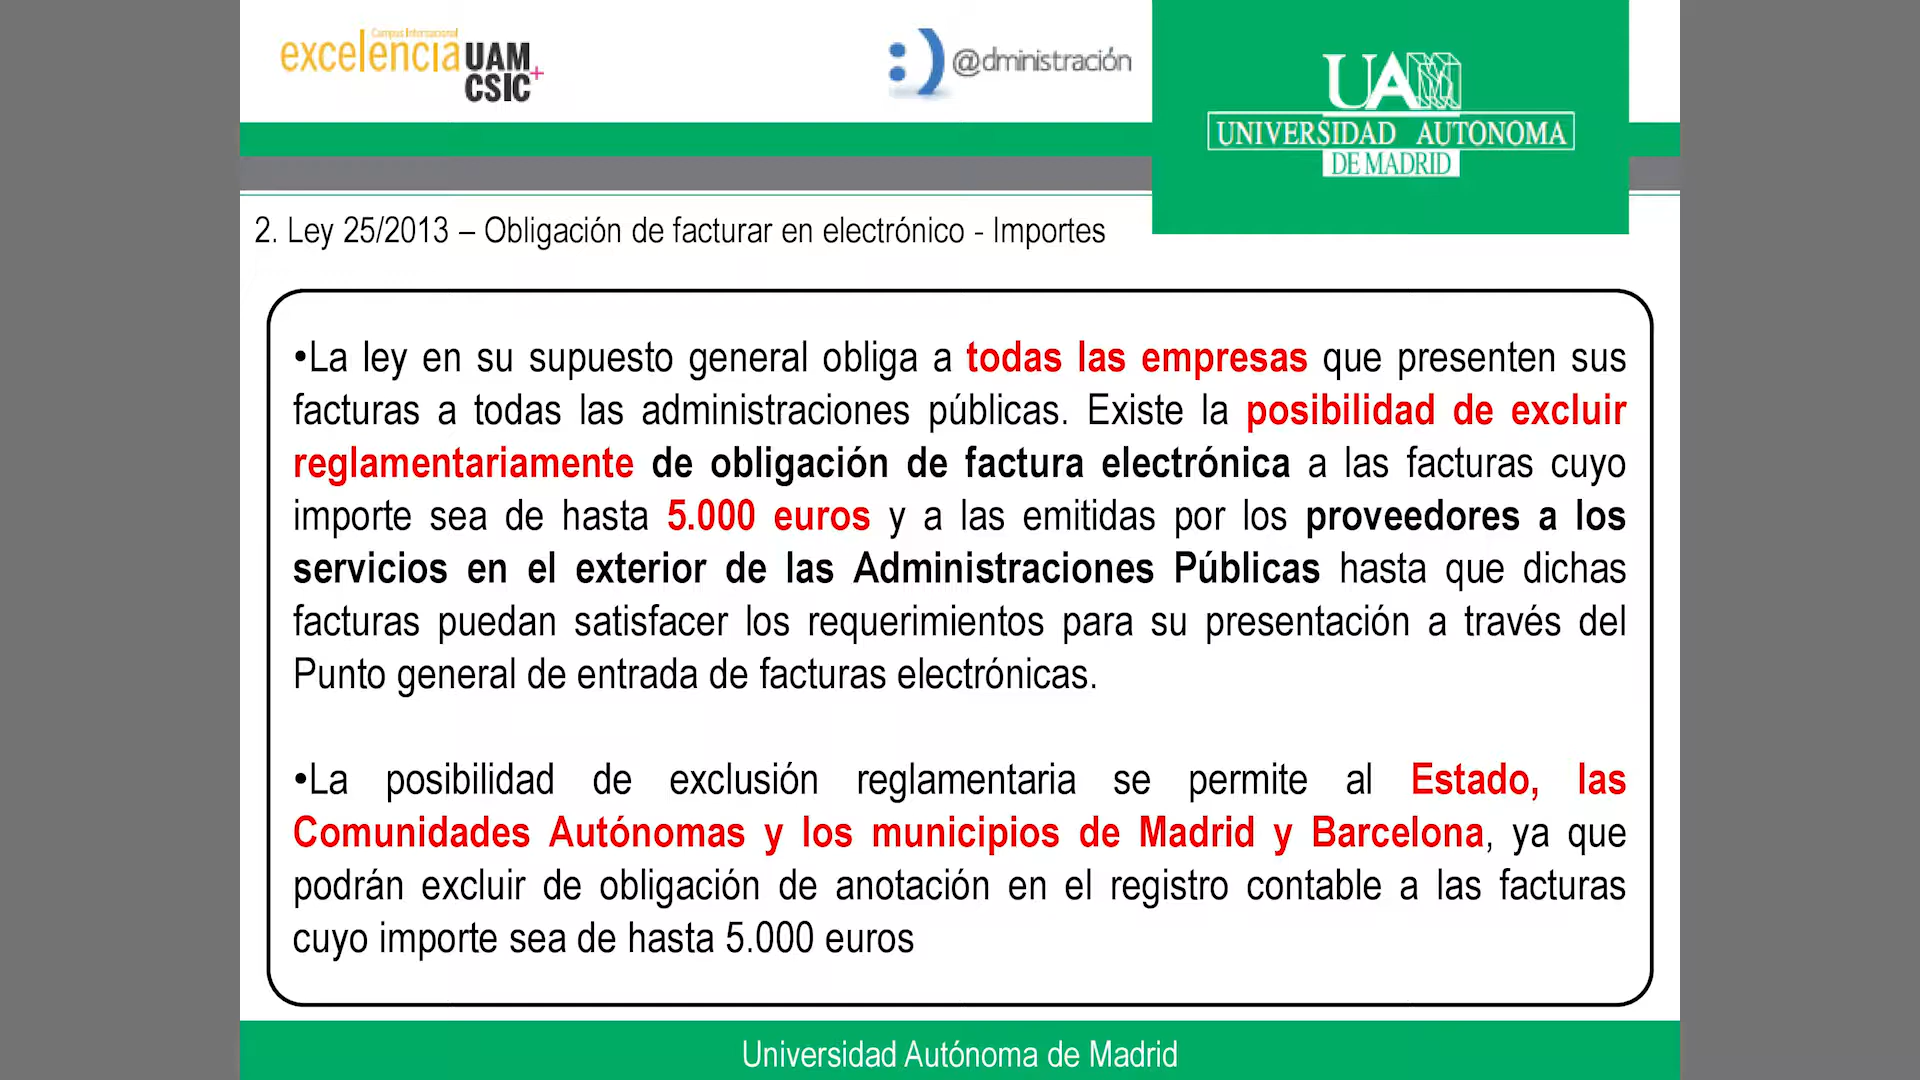 Campus Internacional
excelencia UAM
CSIC+
:) @dministración
UAM
UNIVERSIDAD AUTONOMA
DE MADRID
2. Ley 25/2013 – Obligación de facturar en electrónico - Importes
•La ley en su supuesto general obliga a todas las empresas que presenten sus
facturas a todas las administraciones públicas. Existe la posibilidad de excluir
reglamentariamente de obligación de factura electrónica a las facturas cuyo
importe sea de hasta 5.000 euros y a las emitidas por los proveedores a los
servicios en el exterior de las Administraciones Públicas hasta que dichas
facturas puedan satisfacer los requerimientos para su presentación a través del
Punto general de entrada de facturas electrónicas.
•La posibilidad de exclusión reglamentaria se permite al Estado, las
Comunidades Autónomas y los municipios de Madrid y Barcelona, ya que
podrán excluir de obligación de anotación en el registro contable a las facturas
cuyo importe sea de hasta 5.000 euros
Universidad Autónoma de Madrid